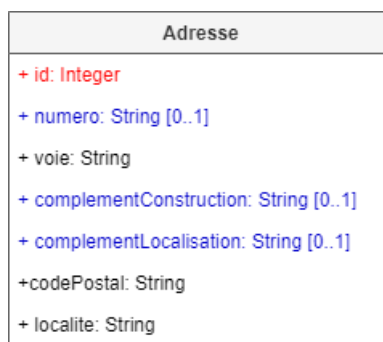 Adresse
+ id: Integer
+ numero: String [0..1]
+ voie: String
+ complementConstruction: String [0..1]
+ complementLocalisation: String [0..1]
+codePostal: String
+ localite: String